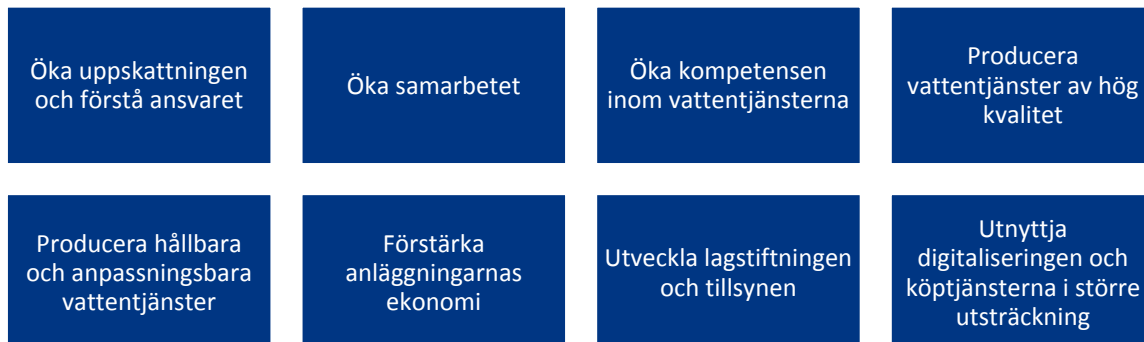 Öka uppskattningen
och förstå ansvaret
Öka samarbetet
Öka kompetensen
inom vattentjänsterna
Producera
vattentjänster av hög
kvalitet
Producera hållbara
och anpassningsbara
vattentjänster
Förstärka
anläggningarnas
ekonomi
Utveckla lagstiftningen
och tillsynen
Utnyttja
digitaliseringen och
köptjänsterna i större
utsträckning